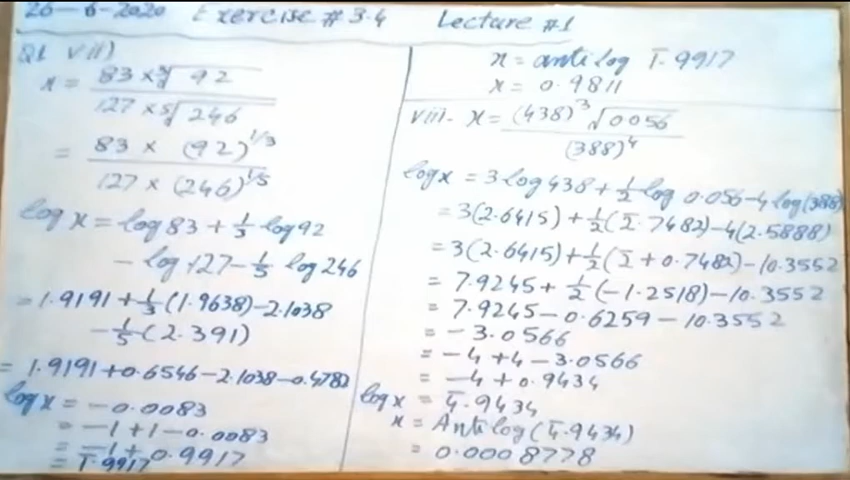 26-6-2020 Exercise # 3.4 Lecture #1
Q1 vii)
x = 83 × ∛92 / 127 × ⁵√246
= 83 × (92)^1/3 / 127 × (246)^1/5
log x = log 83 + 1/3 log 92
- log 127 - 1/5 log 246
= 1.9191 + 1/3 (1.9638) - 2.1038
- 1/5 (2.391)
= 1.9191 + 0.6546 - 2.1038 - 0.4782
log x = -0.0083
= -1 + 1 - 0.0083
= -1 + 0.9917
= 1̅.9917
x = antilog 1̅.9917
x = 0.9811
viii- x = (438)³ √0.056 / (388)⁴
log x = 3 log 438 + 1/2 log 0.056 - 4 log (388)
= 3(2.6415) + 1/2 (2̅.7482) - 4(2.5888)
= 3(2.6415) + 1/2 (2̅ + 0.7482) - 10.3552
= 7.9245 + 1/2 (-1.2518) - 10.3552
= 7.9245 - 0.6259 - 10.3552
= -3.0566
= -4 + 4 - 3.0566
= -4 + 0.9434
log x = 4̅.9434
x = Antilog (4̅.9434)
= 0.0008778